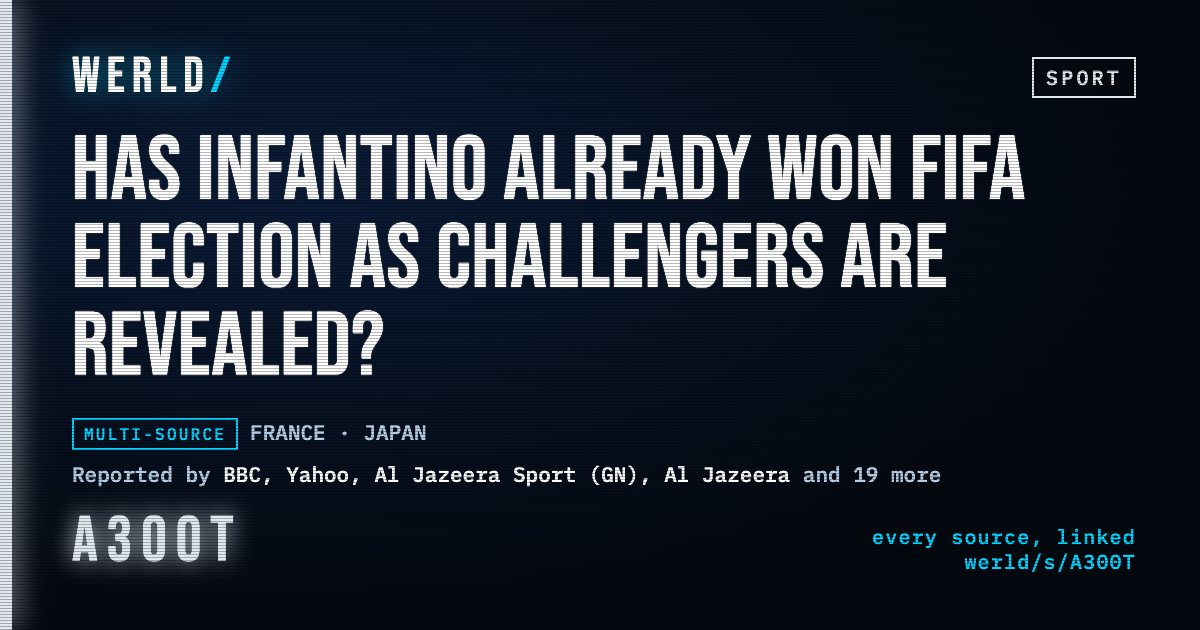 WERLD/
SPORT
HAS INFANTINO ALREADY WON FIFA
ELECTION AS CHALLENGERS ARE
REVEALED?
MULTI-SOURCE FRANCE · JAPAN
Reported by BBC, Yahoo, Al Jazeera Sport (GN), Al Jazeera and 19 more
A300T
every source, linked
werld/s/A300T